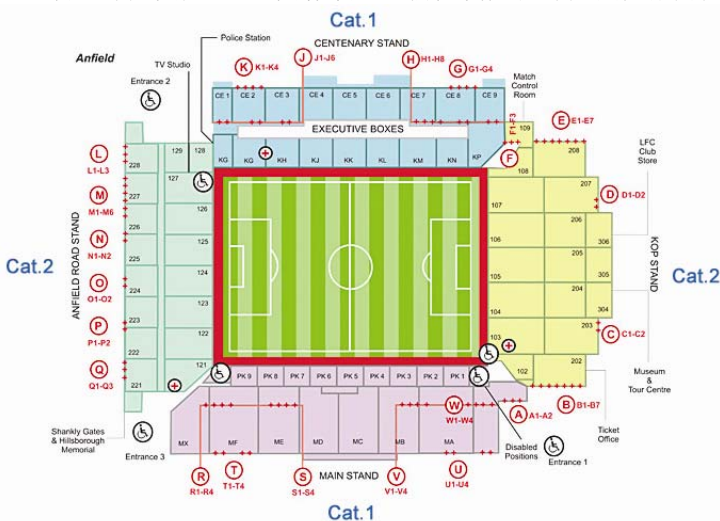 Cat.1
CENTENARY STAND
Police Station
Anfield
TV Studio
Entrance 2
K K1-K4
J J1-J6
H H1-H8
G G1-G4
Match
Control
Room
F1-F3
F
E E1-E7
CE 1 CE 2 CE 3 CE 4 CE 5 CE 6 CE 7 CE 8 CE 9
EXECUTIVE BOXES
KG KG KH KJ KK KL KM KN KP
LFC
Club
Store
109
108
208
207
D D1-D2
107
206
306
106
205
305
105
204
304
104
203
C C1-C2
103
102
202
KOP STAND
Cat.2
Museum
&
Tour Centre
B B1-B7
Ticket
Office
A A1-A2
L
L1-L3
M
M1-M6
N
N1-N2
O
O1-O2
P
P1-P2
Q
Q1-Q3
ANFIELD ROAD STAND
Cat.2
129 128
228
127
227
126
226
125
225
124
224
123
223
122
222
121
221
Shankly Gates
& Hillsborough
Memorial
Entrance 3
PK 9 PK 8 PK 7 PK 6 PK 5 PK 4 PK 3 PK 2 PK 1
MX MF ME MD MC MB MA
W
W1-W4
Disabled
Positions
Entrance 1
R
R1-R4
T
T1-T4
S
S1-S4
V
V1-V4
U
U1-U4
MAIN STAND
Cat.1